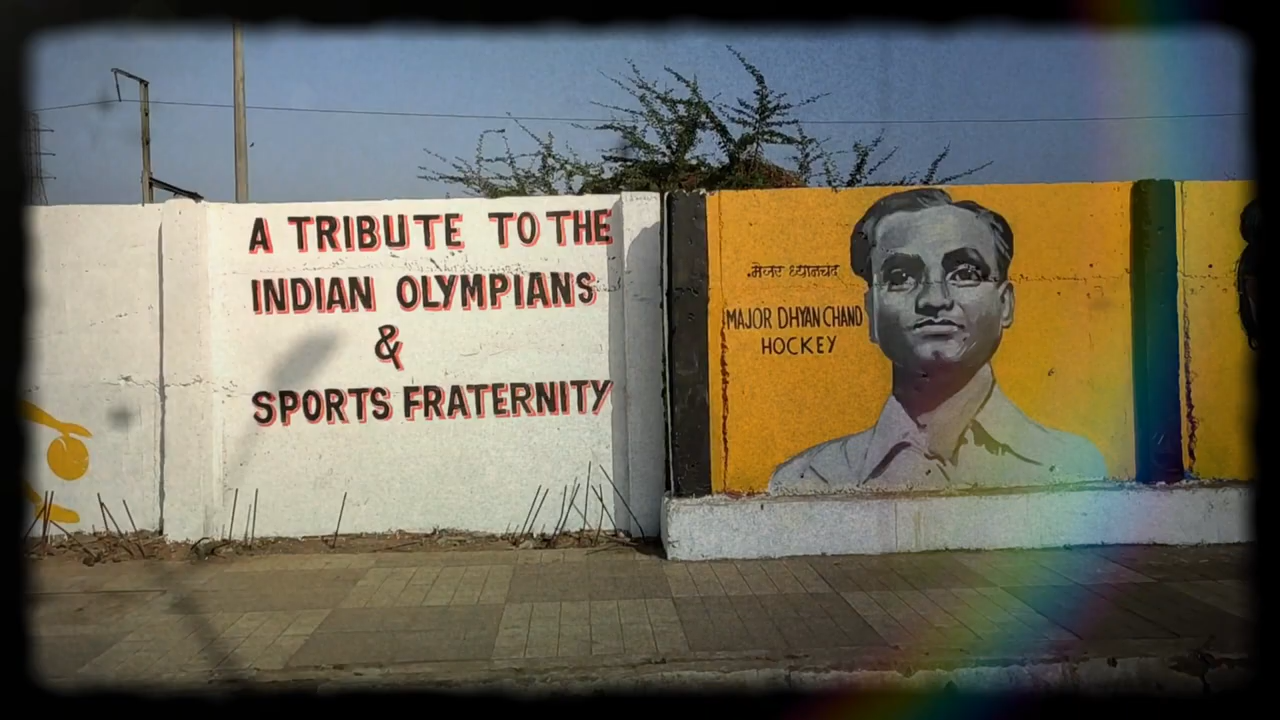 A TRIBUTE TO THE
INDIAN OLYMPIANS
&
SPORTS FRATERNITY
मेजर ध्यानचंद
MAJOR DHYAN CHAND
HOCKEY